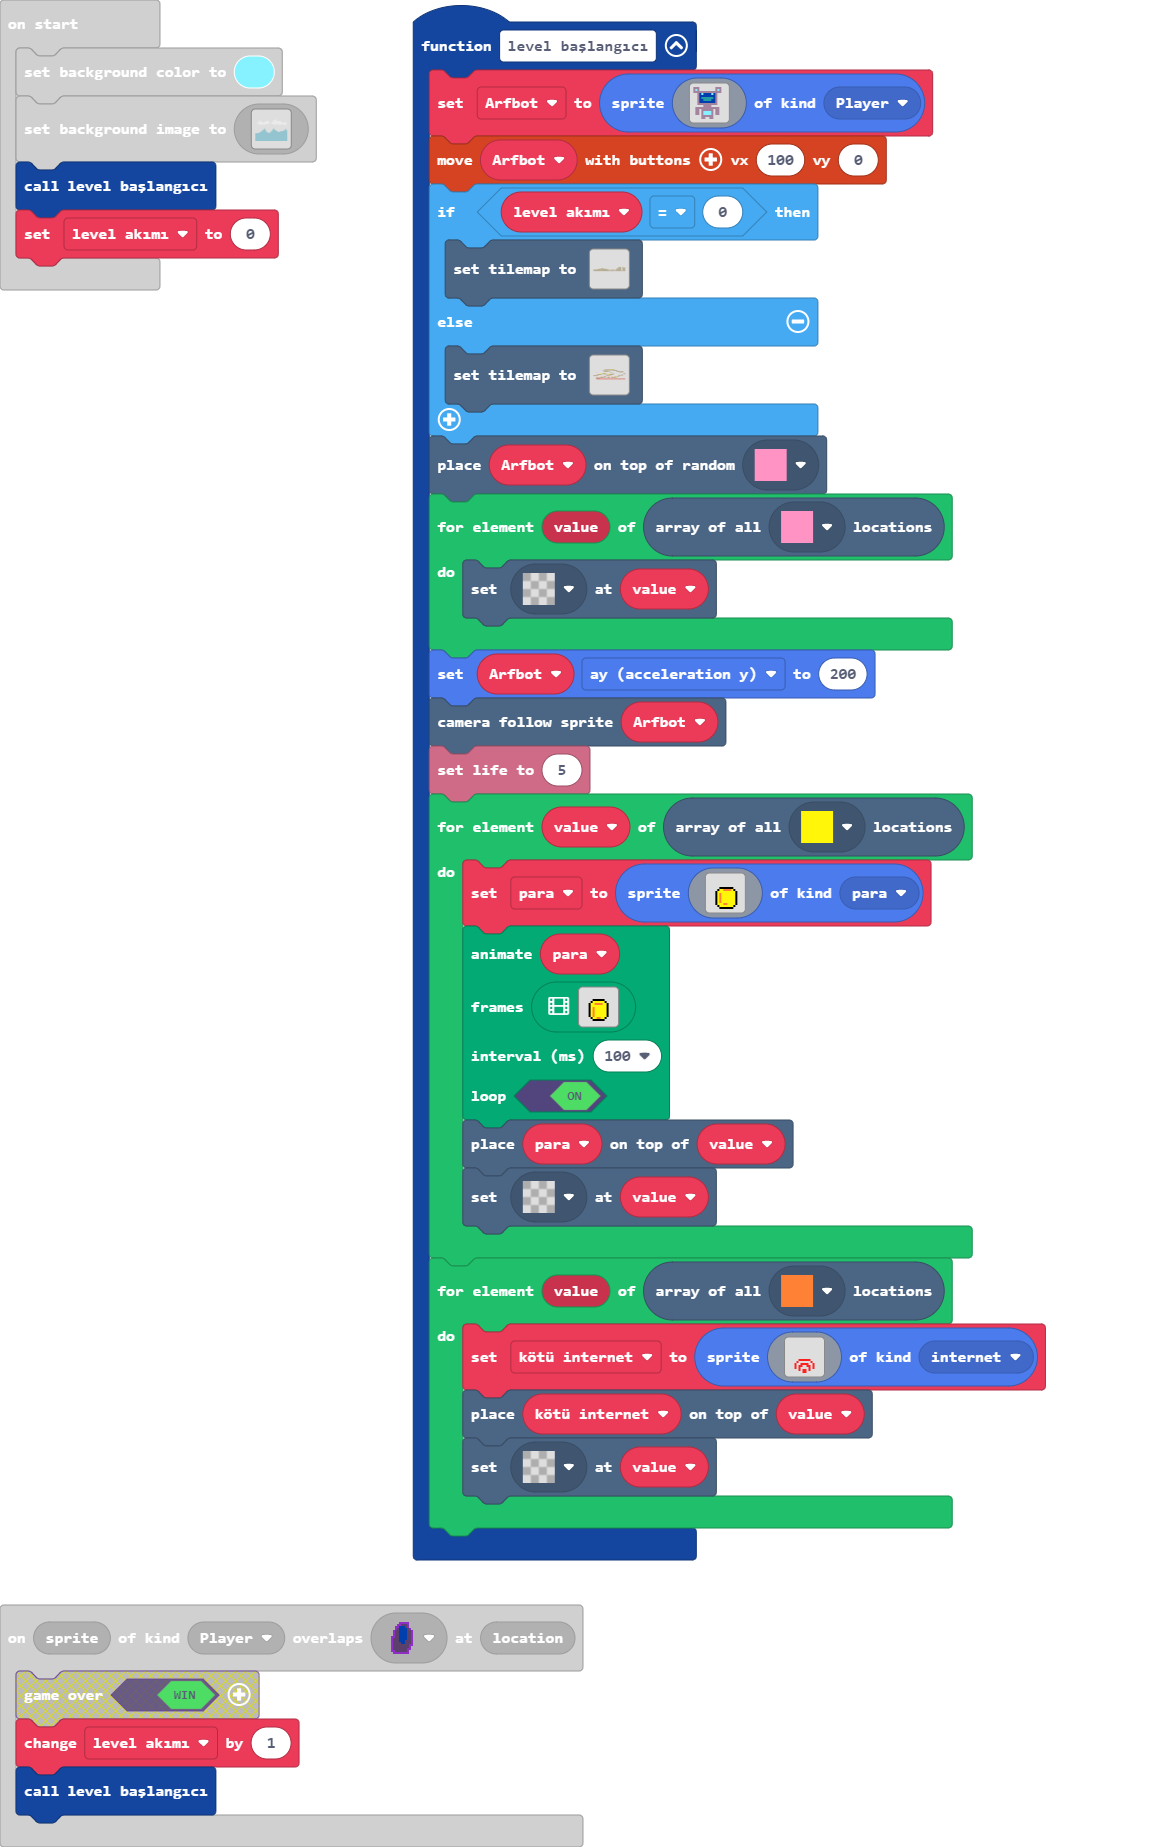 on start
set background color to
set background image to
call level başlangıcı
set level akımı to 0
function level başlangıcı
set Arfbot to sprite of kind Player
move Arfbot with buttons vx 100 vy 0
if level akımı = 0 then
set tilemap to
else
set tilemap to
place Arfbot on top of random
for element value of array of all locations
do set at value
set Arfbot ay (acceleration y) to 200
camera follow sprite Arfbot
set life to 5
for element value of array of all locations
do set para to sprite of kind para
animate para
frames
interval (ms) 100
loop ON
place para on top of value
set at value
for element value of array of all locations
do set kötü internet to sprite of kind internet
place kötü internet on top of value
set at value
on sprite of kind Player overlaps at location
game over WIN
change level akımı by 1
call level başlangıcı